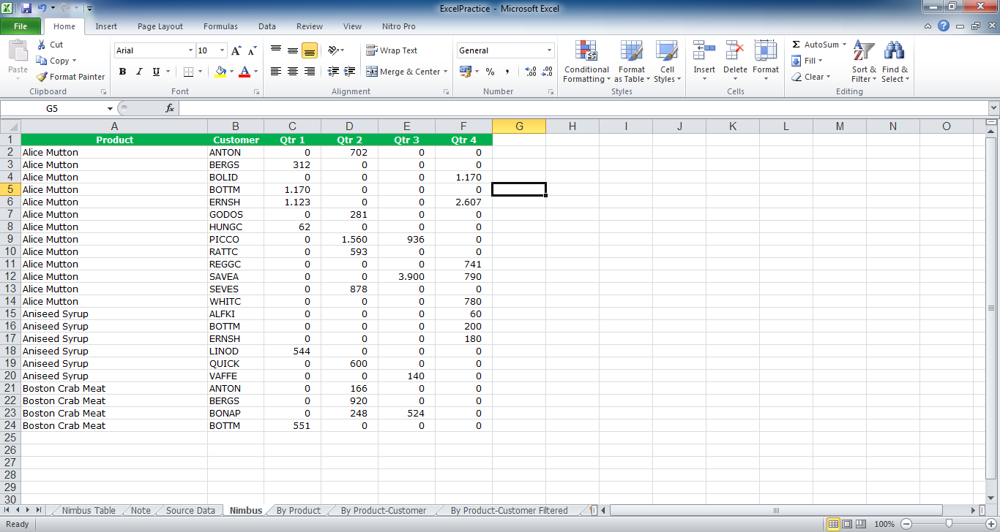 ExcelPractice - Microsoft Excel
File Home Insert Page Layout Formulas Data Review View Nitro Pro
Paste Cut Copy Format Painter Clipboard
Arial 10 A A B I U A Font
Wrap Text Merge & Center Alignment
General % , .00 .00 Number
Conditional Formatting Format as Table Cell Styles Styles
Insert Delete Format Cells
Σ AutoSum Fill Clear Sort & Filter Find & Select Editing
G5 fx
A B C D E F G H I J K L M N O
1 Product Customer Qtr 1 Qtr 2 Qtr 3 Qtr 4
2 Alice Mutton ANTON 0 702 0 0
3 Alice Mutton BERGS 312 0 0 0
4 Alice Mutton BOLID 0 0 0 1.170
5 Alice Mutton BOTTM 1.170 0 0 0
6 Alice Mutton ERNSH 1.123 0 0 2.607
7 Alice Mutton GODOS 0 281 0 0
8 Alice Mutton HUNGC 62 0 0 0
9 Alice Mutton PICCO 0 1.560 936 0
10 Alice Mutton RATTC 0 593 0 0
11 Alice Mutton REGGC 0 0 0 741
12 Alice Mutton SAVEA 0 0 3.900 790
13 Alice Mutton SEVES 0 878 0 0
14 Alice Mutton WHITC 0 0 0 780
15 Aniseed Syrup ALFKI 0 0 0 60
16 Aniseed Syrup BOTTM 0 0 0 200
17 Aniseed Syrup ERNSH 0 0 0 180
18 Aniseed Syrup LINOD 544 0 0 0
19 Aniseed Syrup QUICK 0 600 0 0
20 Aniseed Syrup VAFFE 0 0 140 0
21 Boston Crab Meat ANTON 0 166 0 0
22 Boston Crab Meat BERGS 0 920 0 0
23 Boston Crab Meat BONAP 0 248 524 0
24 Boston Crab Meat BOTTM 551 0 0 0
25
26
27
28
29
30
Nimbus Table Note Source Data Nimbus By Product By Product-Customer By Product-Customer Filtered
Ready 100%